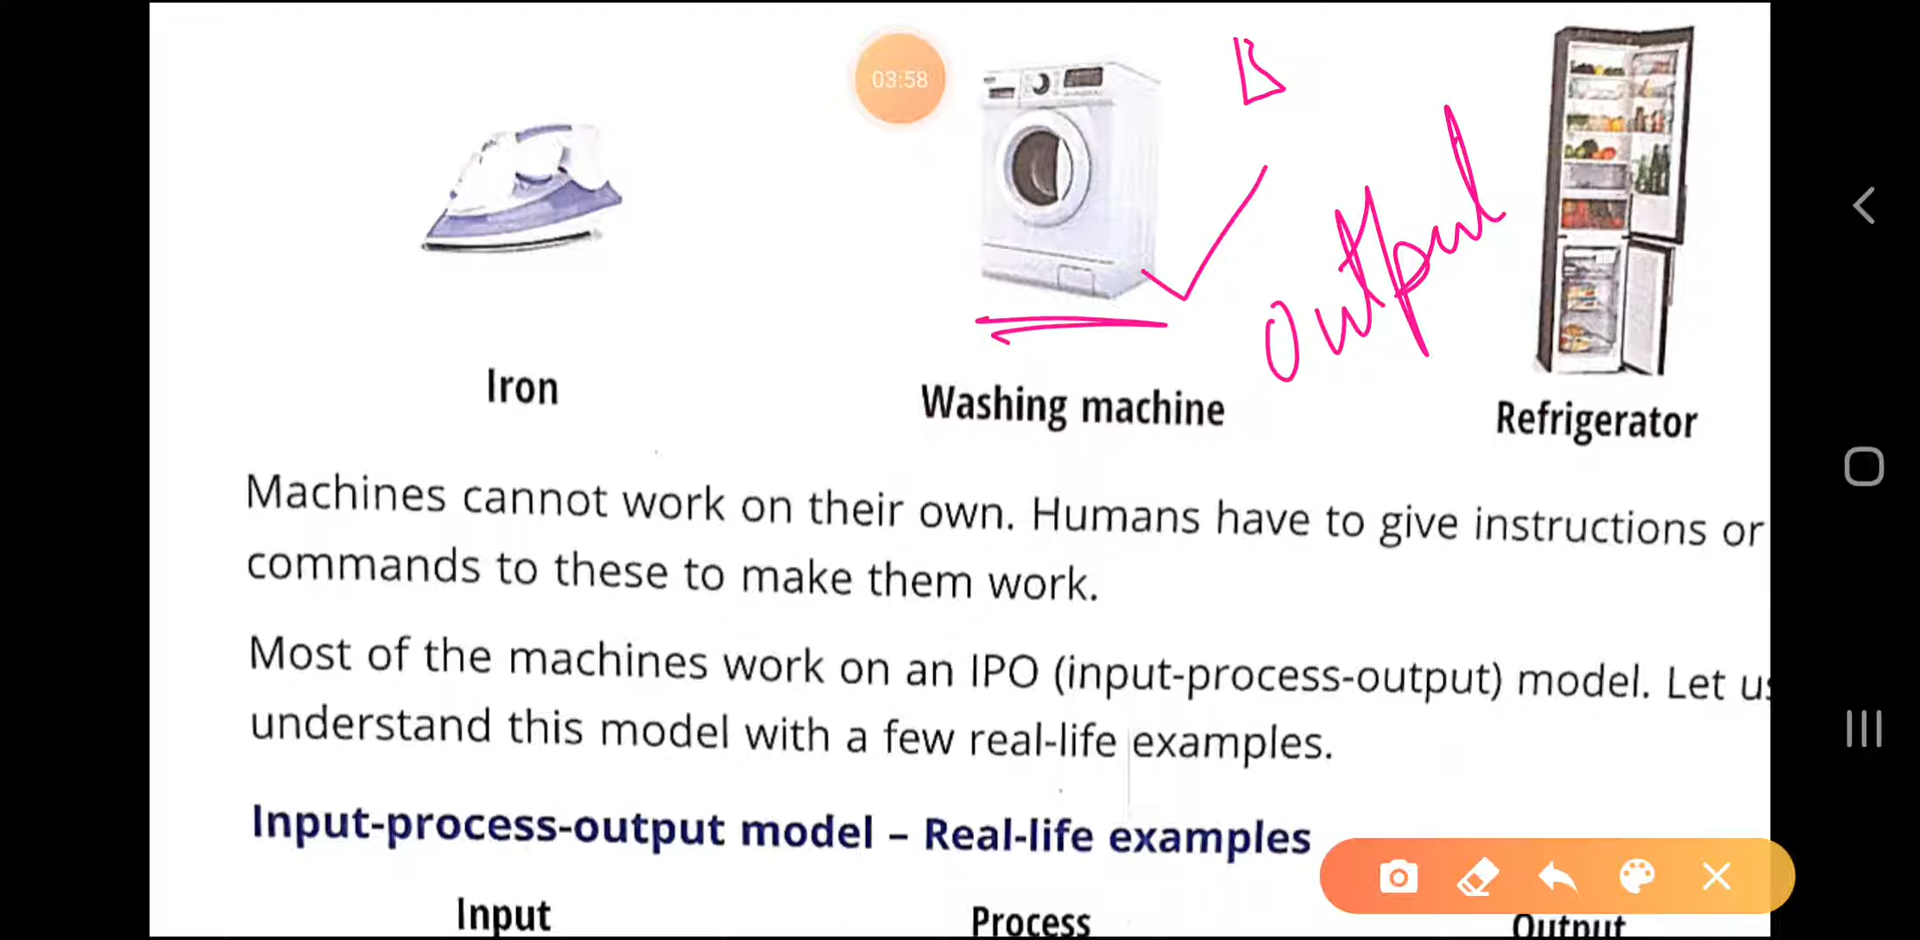 03:58
Output
Iron
Washing machine
Refrigerator
Machines cannot work on their own. Humans have to give instructions or
commands to these to make them work.
Most of the machines work on an IPO (input-process-output) model. Let us
understand this model with a few real-life examples.
Input-process-output model – Real-life examples
Input
Process
Output